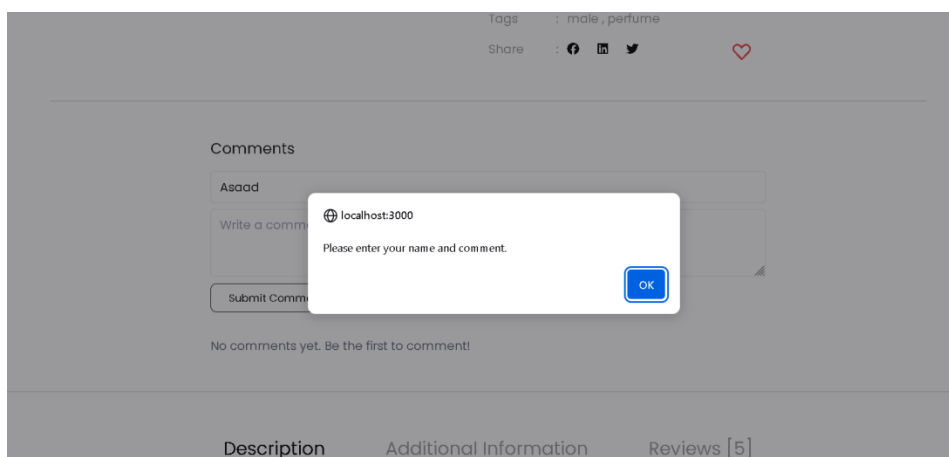 Tags : male , perfume
Share :
Comments
Asaad
Write a comm
localhost:3000
Please enter your name and comment.
OK
Submit Comm
No comments yet. Be the first to comment!
Description Additional Information Reviews [5]